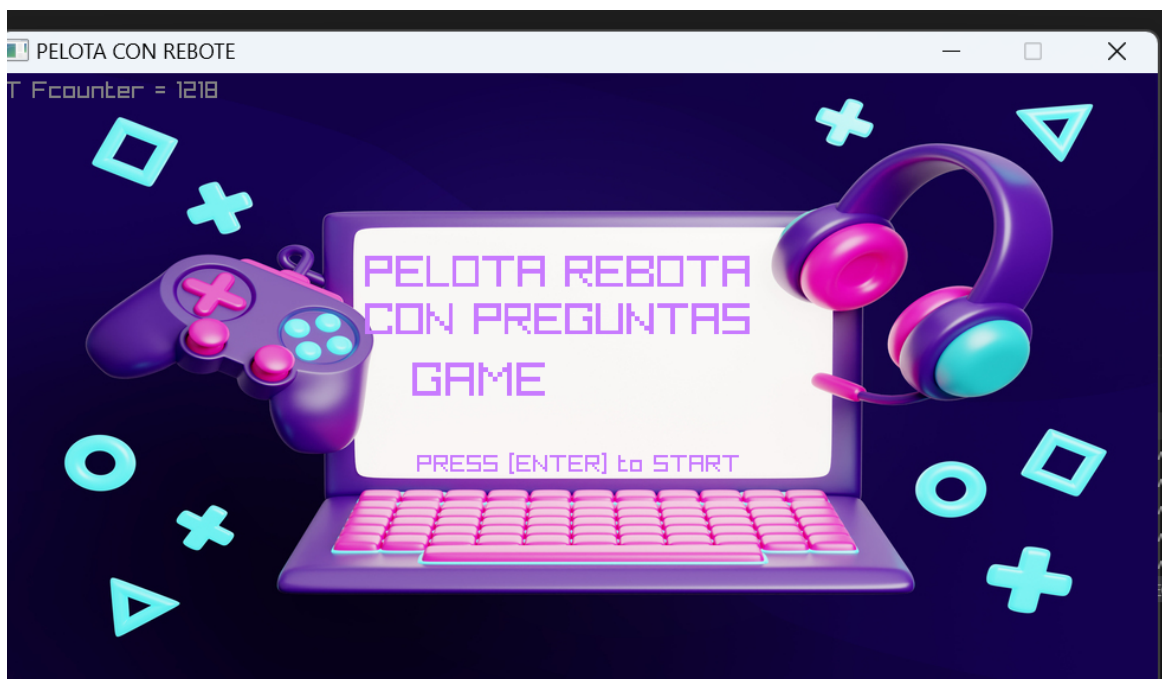 PELOTA CON REBOTE
T Fcounter = 1218
PELOTA REBOTA
CON PREGUNTAS
GAME
PRESS [ENTER] to START